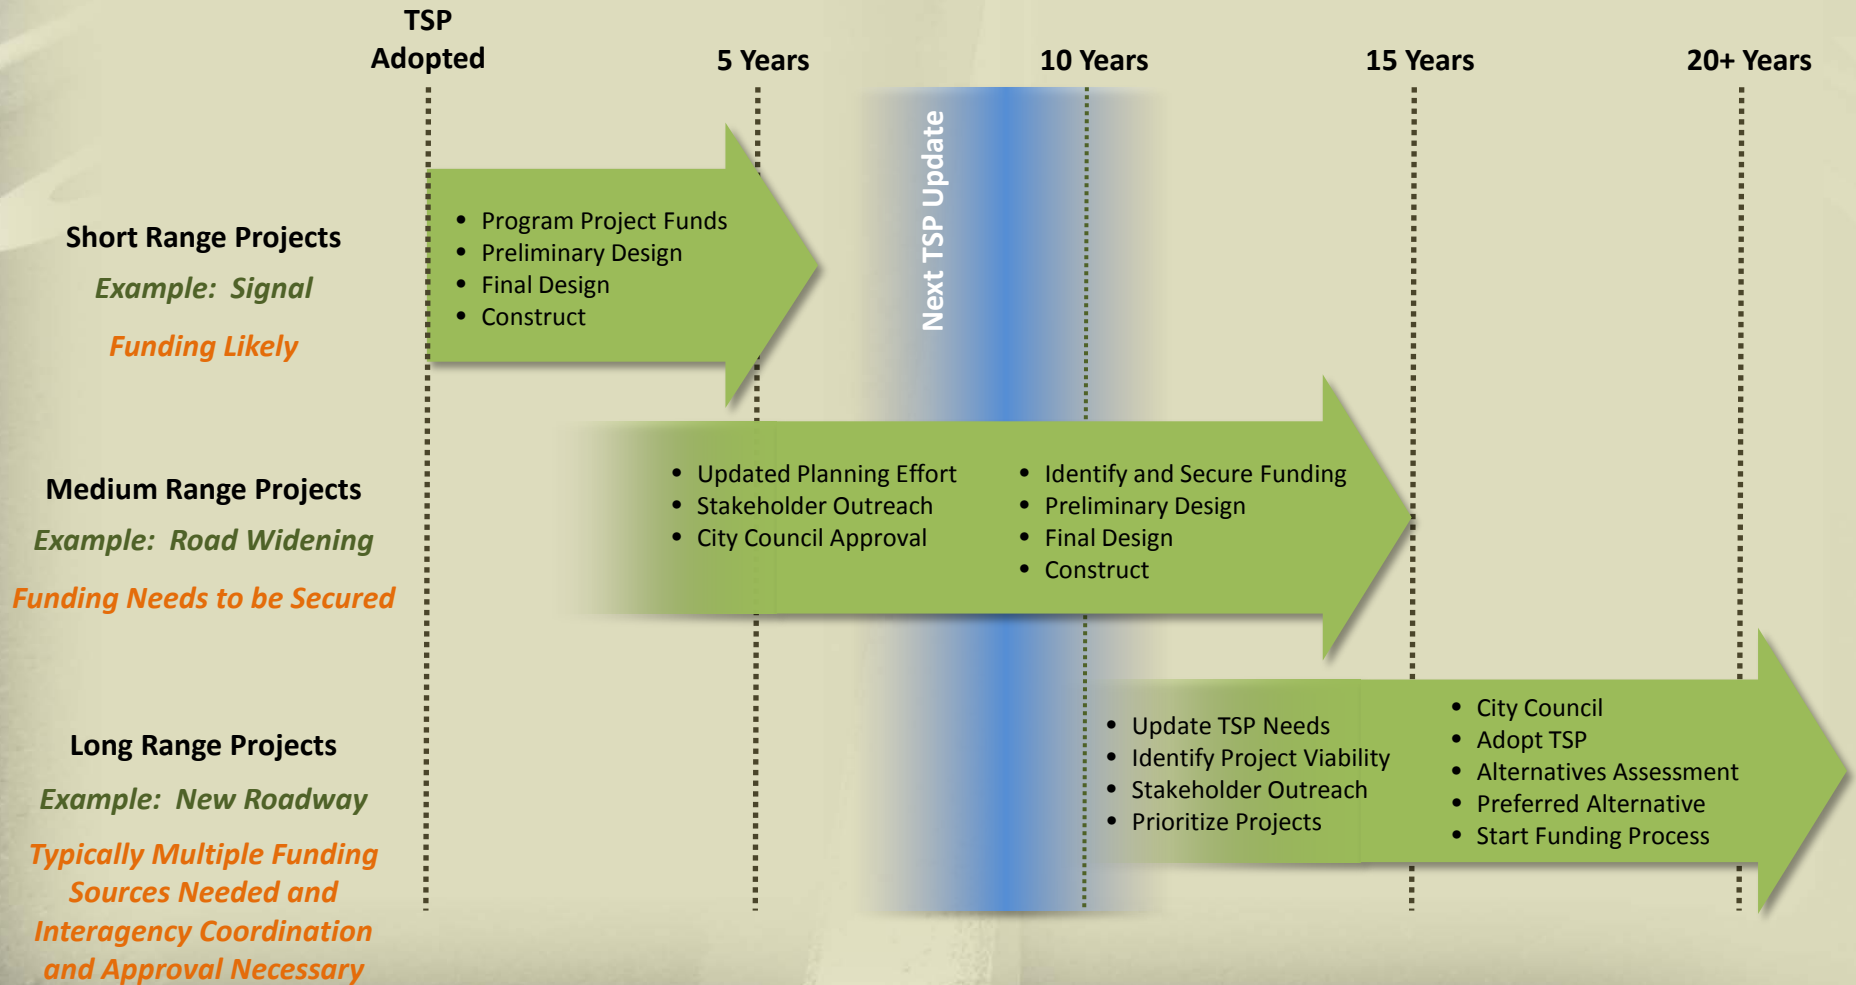 TSP
Adopted
5 Years
10 Years
15 Years
20+ Years
Next TSP Update
Short Range Projects
Example: Signal
Funding Likely
• Program Project Funds
• Preliminary Design
• Final Design
• Construct
Medium Range Projects
Example: Road Widening
Funding Needs to be Secured
• Updated Planning Effort
• Stakeholder Outreach
• City Council Approval
• Identify and Secure Funding
• Preliminary Design
• Final Design
• Construct
Long Range Projects
Example: New Roadway
Typically Multiple Funding
Sources Needed and
Interagency Coordination
and Approval Necessary
• Update TSP Needs
• Identify Project Viability
• Stakeholder Outreach
• Prioritize Projects
• City Council
• Adopt TSP
• Alternatives Assessment
• Preferred Alternative
• Start Funding Process